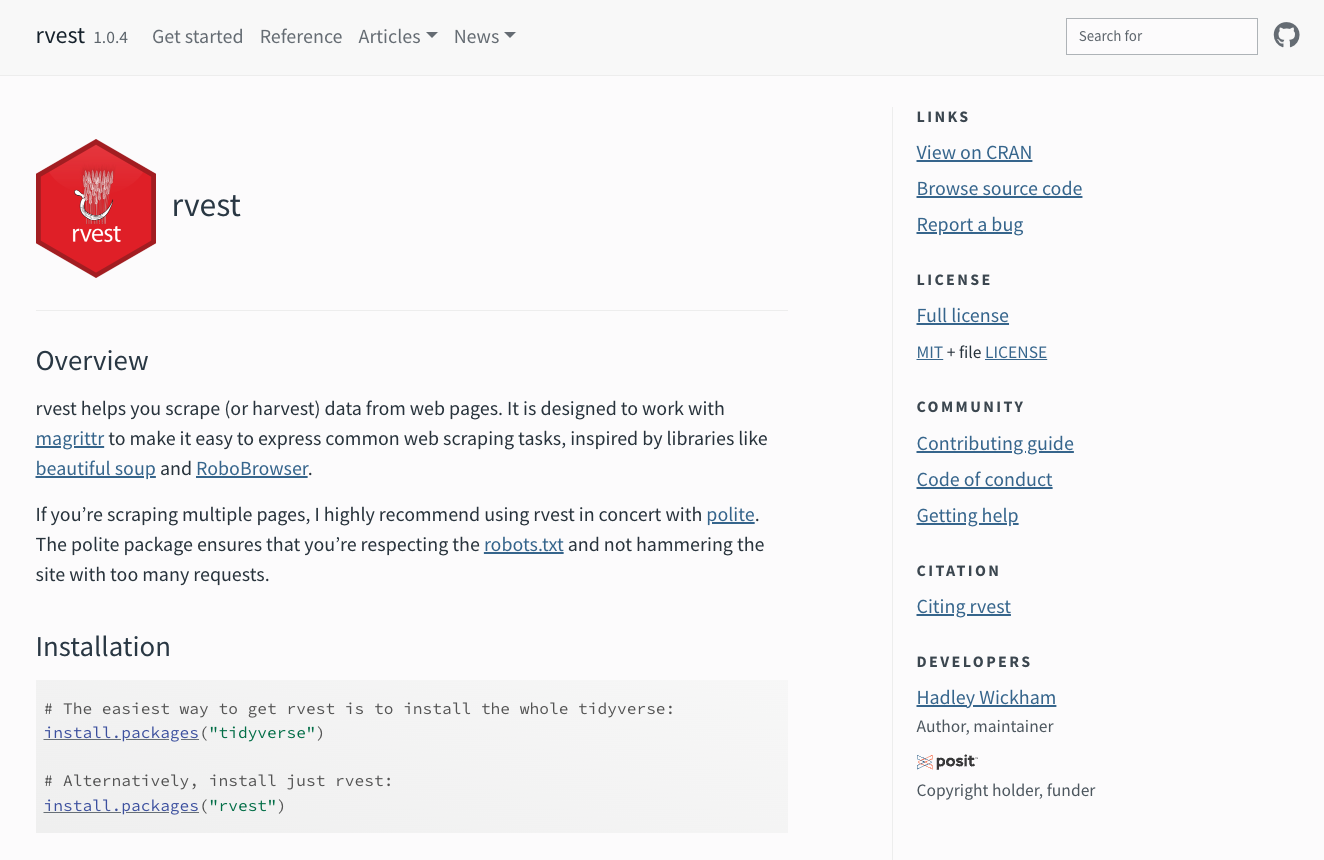 rvest 1.0.4 Get started Reference Articles News Search for
rvest
rvest
Overview
rvest helps you scrape (or harvest) data from web pages. It is designed to work with
magrittr to make it easy to express common web scraping tasks, inspired by libraries like
beautiful soup and RoboBrowser.
If you’re scraping multiple pages, I highly recommend using rvest in concert with polite.
The polite package ensures that you’re respecting the robots.txt and not hammering the
site with too many requests.
Installation
# The easiest way to get rvest is to install the whole tidyverse:
install.packages("tidyverse")
# Alternatively, install just rvest:
install.packages("rvest")
LINKS
View on CRAN
Browse source code
Report a bug
LICENSE
Full license
MIT + file LICENSE
COMMUNITY
Contributing guide
Code of conduct
Getting help
CITATION
Citing rvest
DEVELOPERS
Hadley Wickham
Author, maintainer
posit
Copyright holder, funder